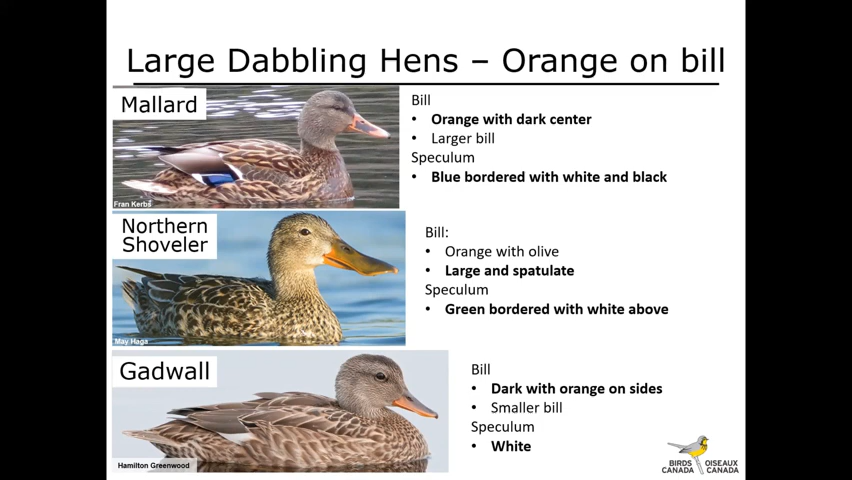 Large Dabbling Hens – Orange on bill
Mallard
Fran Kerbs
Bill
• Orange with dark center
• Larger bill
Speculum
• Blue bordered with white and black
Northern
Shoveler
May Haga
Bill:
• Orange with olive
• Large and spatulate
Speculum
• Green bordered with white above
Gadwall
Hamilton Greenwood
Bill
• Dark with orange on sides
• Smaller bill
Speculum
• White
BIRDS OISEAUX
CANADA CANADA